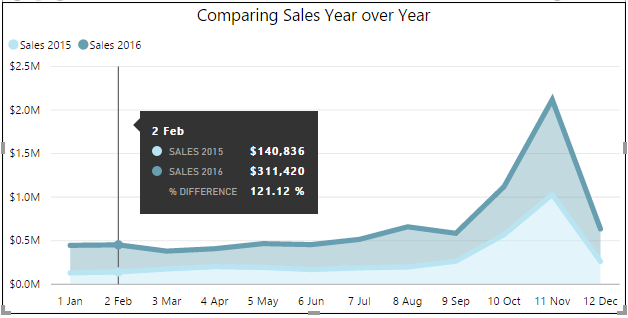 Comparing Sales Year over Year
Sales 2015 Sales 2016
$2.5M
$2.0M
$1.5M
$1.0M
$0.5M
$0.0M
2 Feb
SALES 2015 $140,836
SALES 2016 $311,420
% DIFFERENCE 121.12 %
1 Jan 2 Feb 3 Mar 4 Apr 5 May 6 Jun 7 Jul 8 Aug 9 Sep 10 Oct 11 Nov 12 Dec